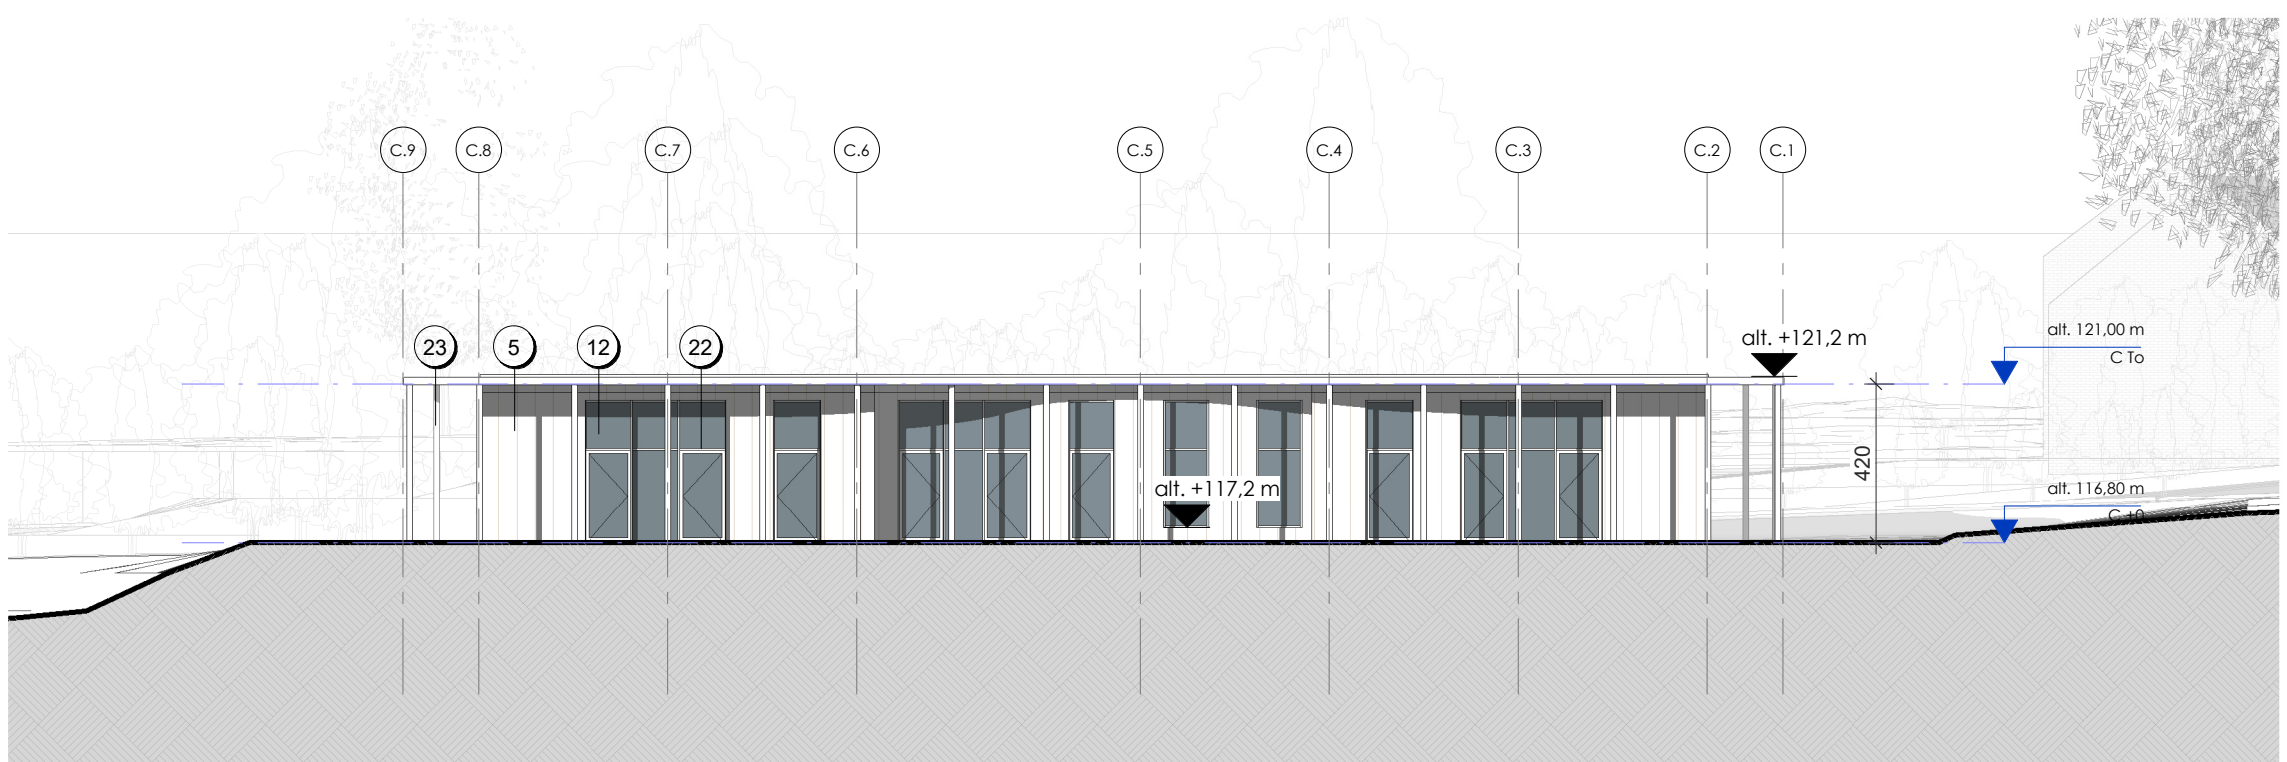 C.9 C.8 C.7 C.6 C.5 C.4 C.3 C.2 C.1
23 5 12 22
alt. +121,2 m
alt. 121,00 m
C To
420
alt. +117,2 m
alt. 116,80 m
C +0